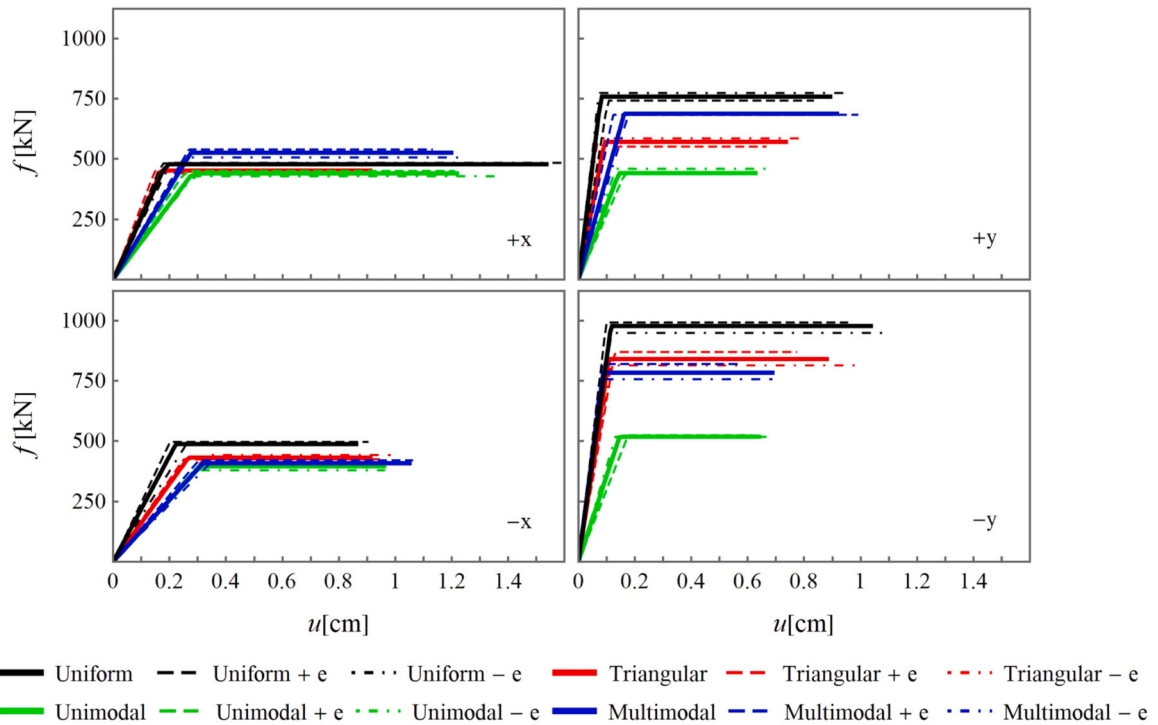 1000
750
500
250
f[kN]
+x
+y
1000
750
500
250
f[kN]
−x
−y
0 0.2 0.4 0.6 0.8 1 1.2 1.4
0 0.2 0.4 0.6 0.8 1 1.2 1.4
u[cm]
u[cm]
Uniform Uniform + e Uniform − e Triangular Triangular + e Triangular − e
Unimodal Unimodal + e Unimodal − e Multimodal Multimodal + e Multimodal − e